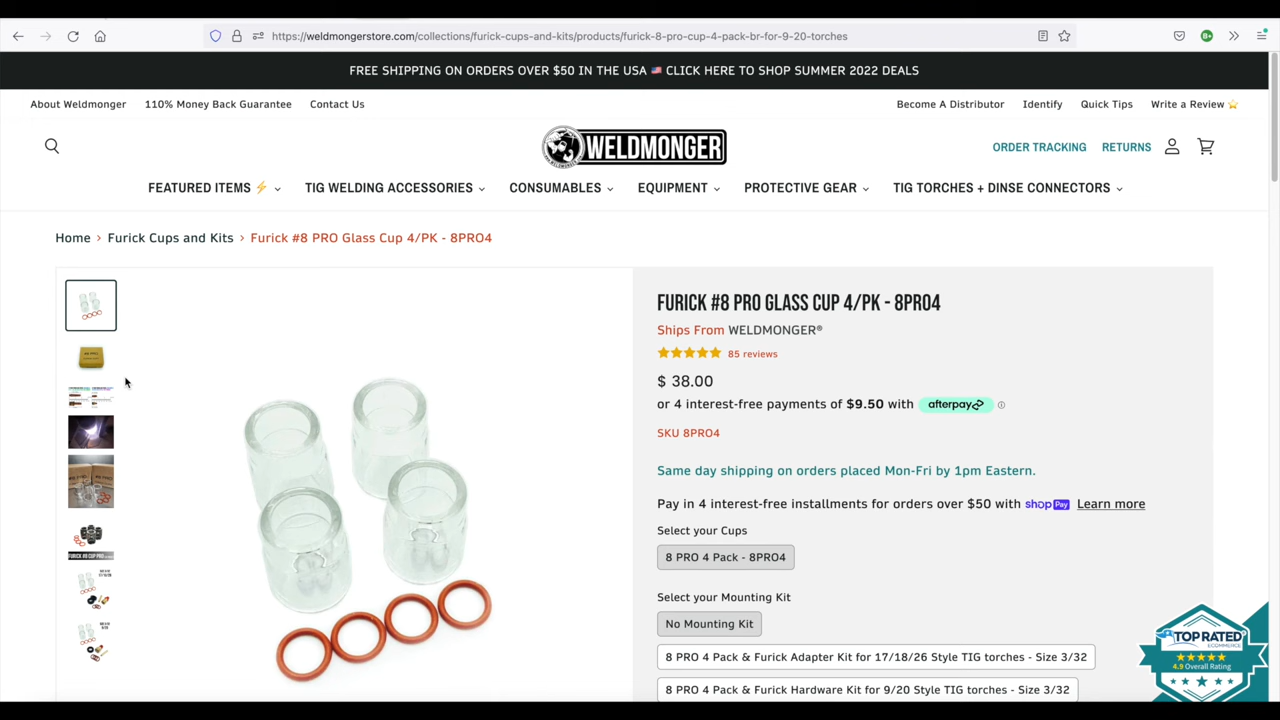 https://weldmongerstore.com/collections/furick-cups-and-kits/products/furick-8-pro-cup-4-pack-br-for-9-20-torches
FREE SHIPPING ON ORDERS OVER $50 IN THE USA 🇺🇸 CLICK HERE TO SHOP SUMMER 2022 DEALS
About Weldmonger 110% Money Back Guarantee Contact Us Become A Distributor Identify Quick Tips Write a Review ⭐
WELDMONGER
ORDER TRACKING RETURNS
FEATURED ITEMS ⚡ TIG WELDING ACCESSORIES CONSUMABLES EQUIPMENT PROTECTIVE GEAR TIG TORCHES + DINSE CONNECTORS
Home > Furick Cups and Kits > Furick #8 PRO Glass Cup 4/PK - 8PRO4
FURICK #8 PRO GLASS CUP 4/PK - 8PRO4
Ships From WELDMONGER®
85 reviews
$ 38.00
or 4 interest-free payments of $9.50 with afterpay
SKU 8PRO4
Same day shipping on orders placed Mon-Fri by 1pm Eastern.
Pay in 4 interest-free installments for orders over $50 with shop Pay Learn more
Select your Cups
8 PRO 4 Pack - 8PRO4
Select your Mounting Kit
No Mounting Kit
8 PRO 4 Pack & Furick Adapter Kit for 17/18/26 Style TIG torches - Size 3/32
8 PRO 4 Pack & Furick Hardware Kit for 9/20 Style TIG torches - Size 3/32
TOP RATED
ECOMMERCE
4.9 Overall Rating